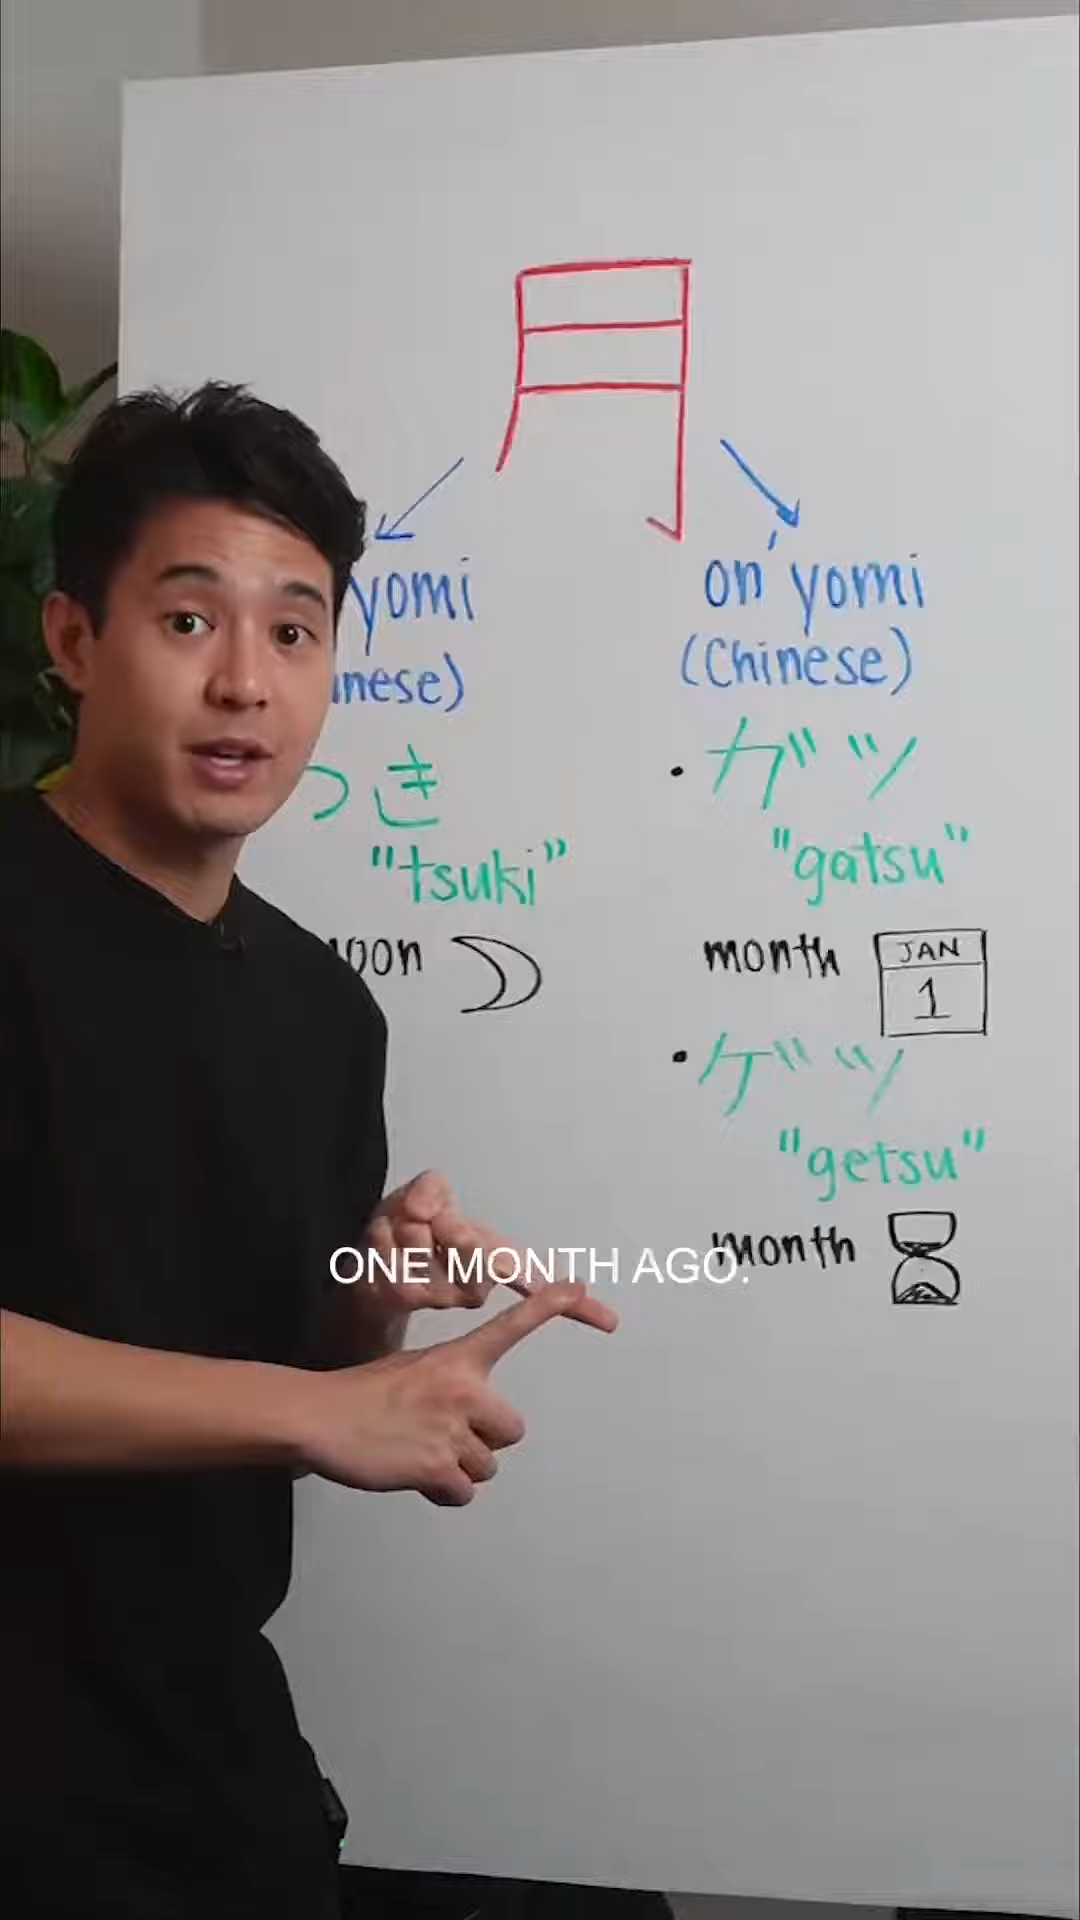 月
yomi
nese)
つき
"tsuki"
oon
on'yomi
(Chinese)
・ガツ
"gatsu"
month
JAN
1
・ゲツ
"getsu"
month
ONE MONTH AGO.